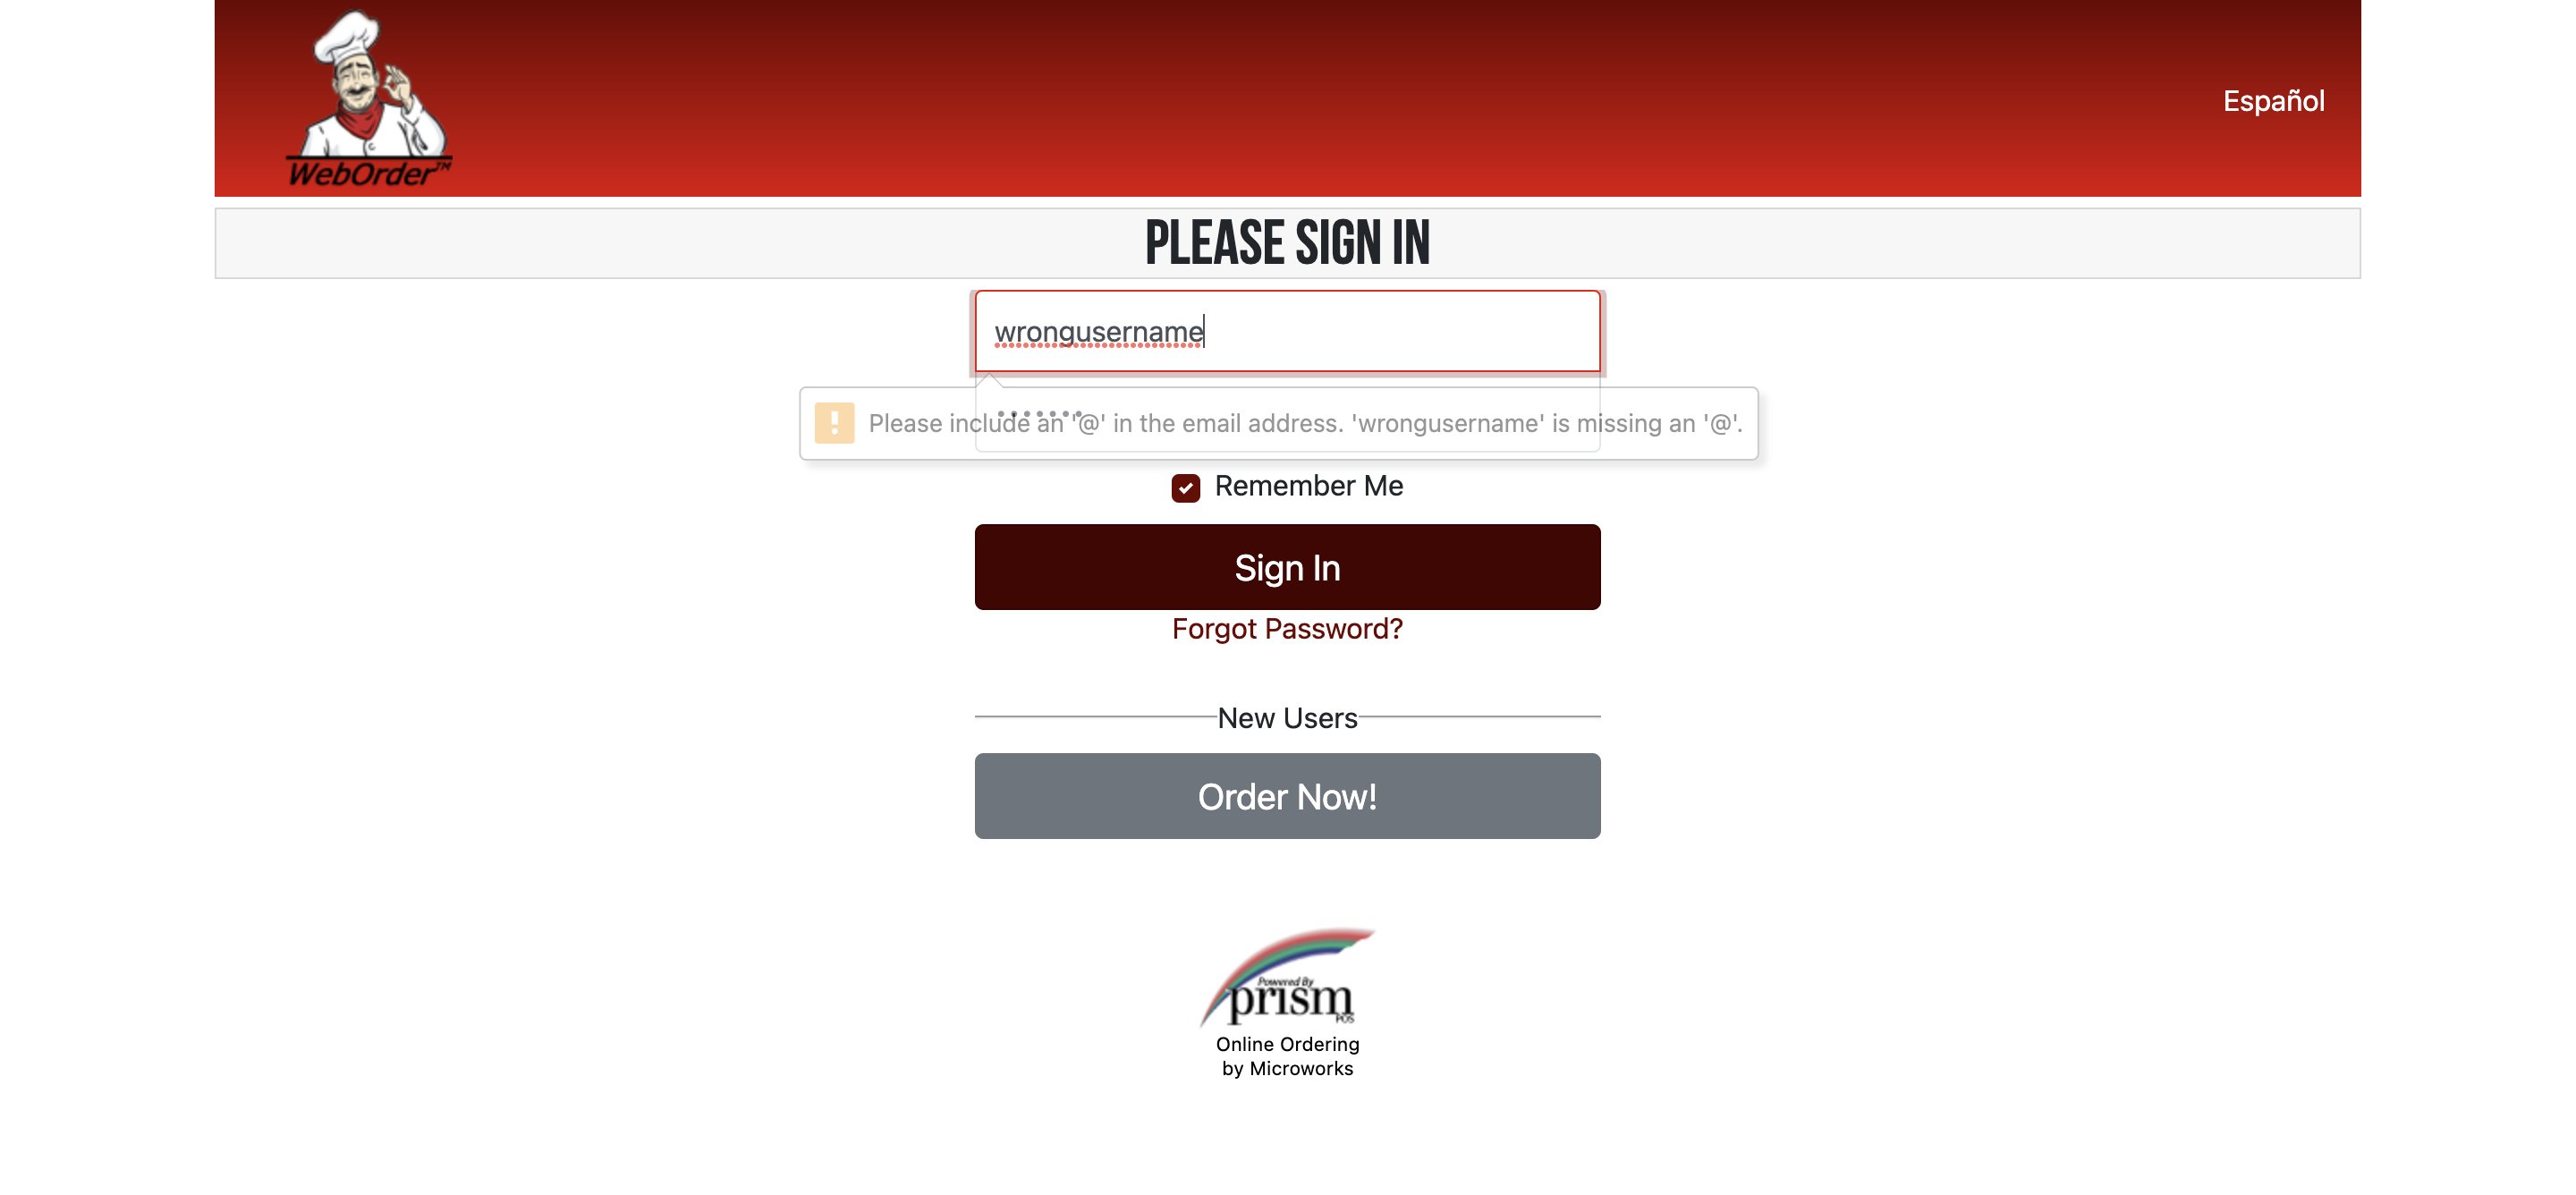 WebOrder™
Español
PLEASE SIGN IN
wrongusername
•••••••
Please include an '@' in the email address. 'wrongusername' is missing an '@'.
Remember Me
Sign In
Forgot Password?
New Users
Order Now!
Powered By
prism
POS
Online Ordering
by Microworks